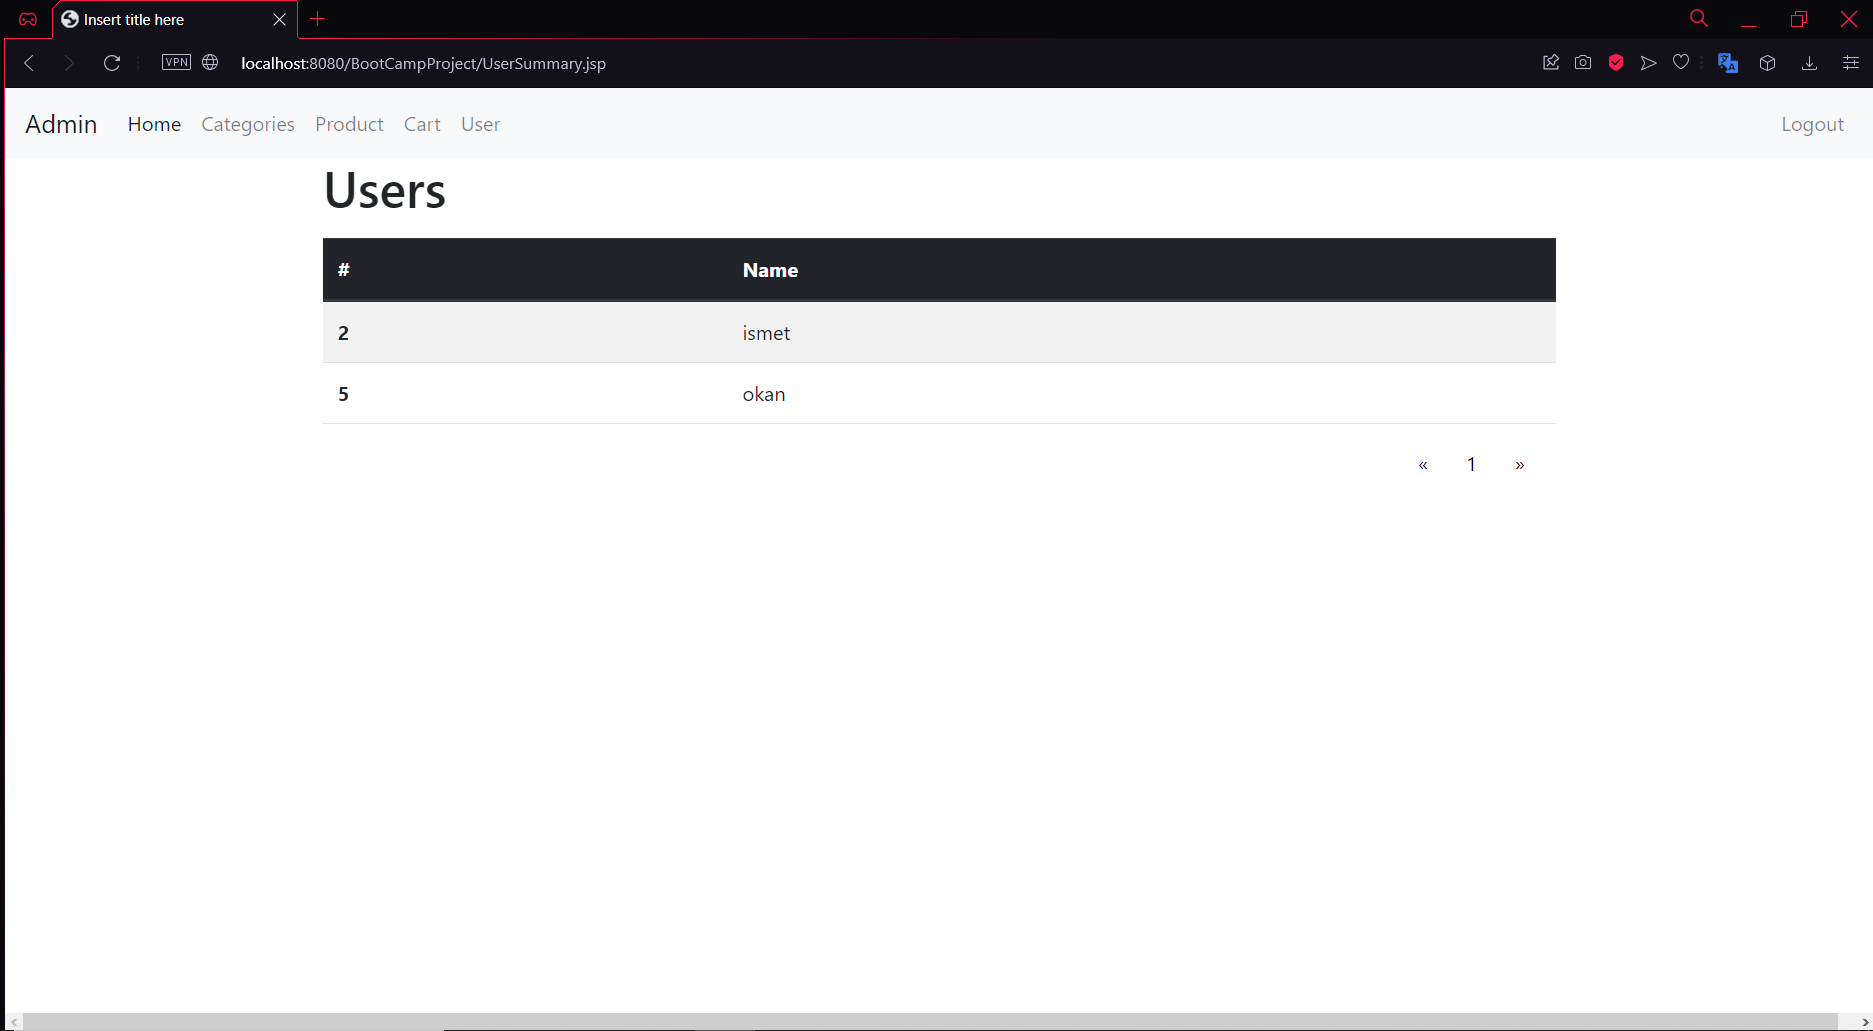 Insert title here
VPN localhost:8080/BootCampProject/UserSummary.jsp
Admin Home Categories Product Cart User Logout
Users
# Name
2 ismet
5 okan
« 1 »